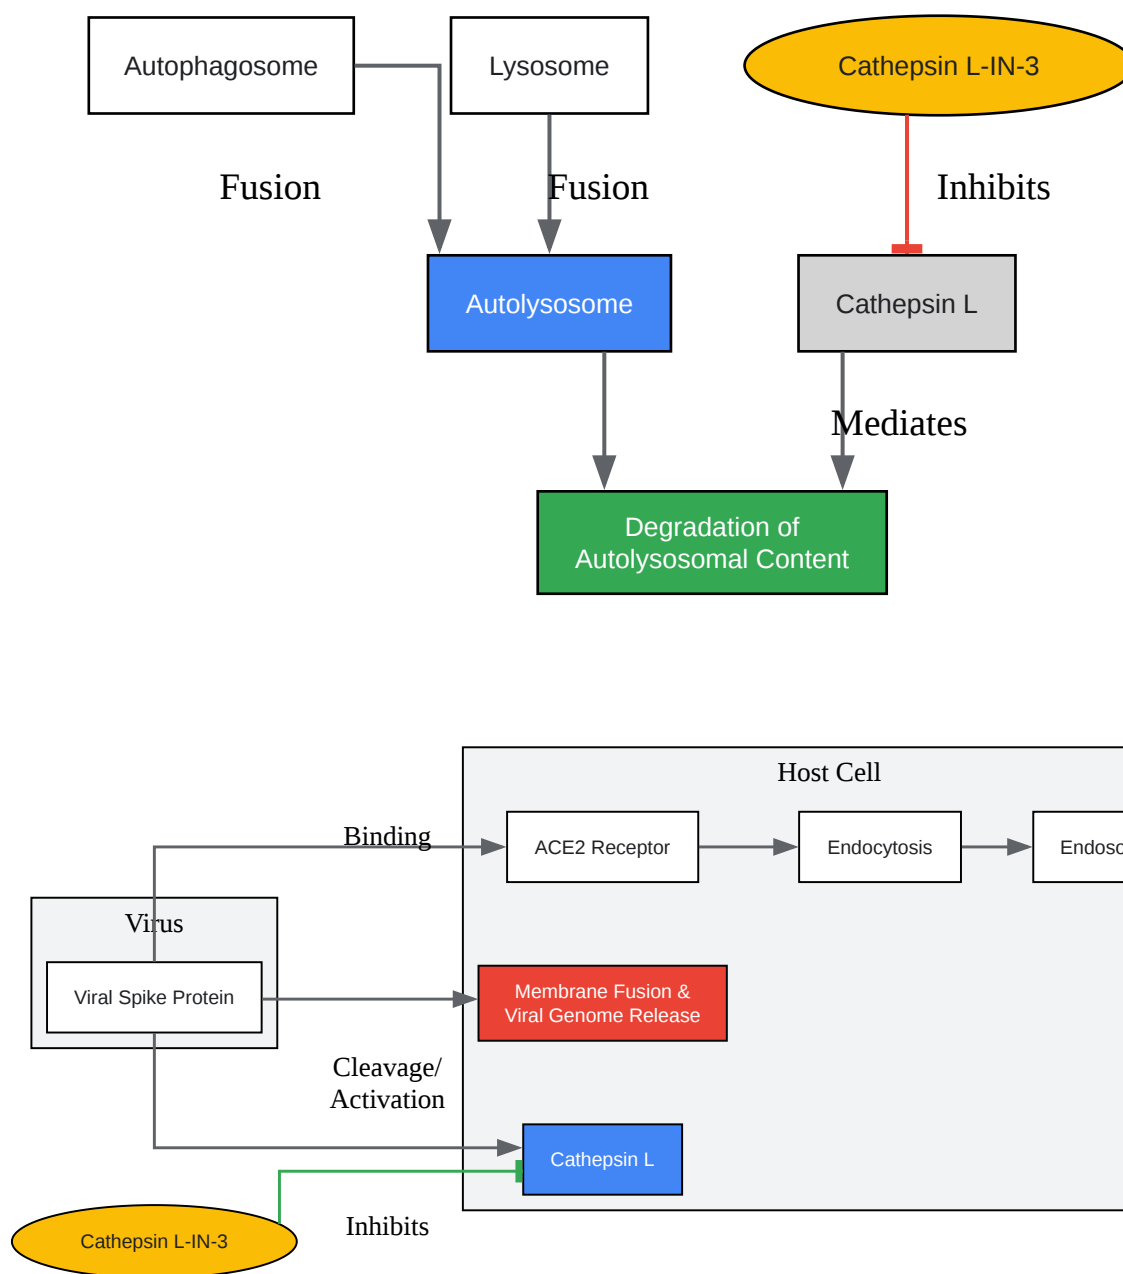 Autophagosome
Lysosome
Cathepsin L-IN-3
Fusion
Fusion
Inhibits
Autolysosome
Cathepsin L
Mediates
Degradation of
Autolysosomal Content
Host Cell
Binding
ACE2 Receptor
Endocytosis
Endoso
Virus
Viral Spike Protein
Membrane Fusion &
Viral Genome Release
Cleavage/
Activation
Cathepsin L
Inhibits
Cathepsin L-IN-3